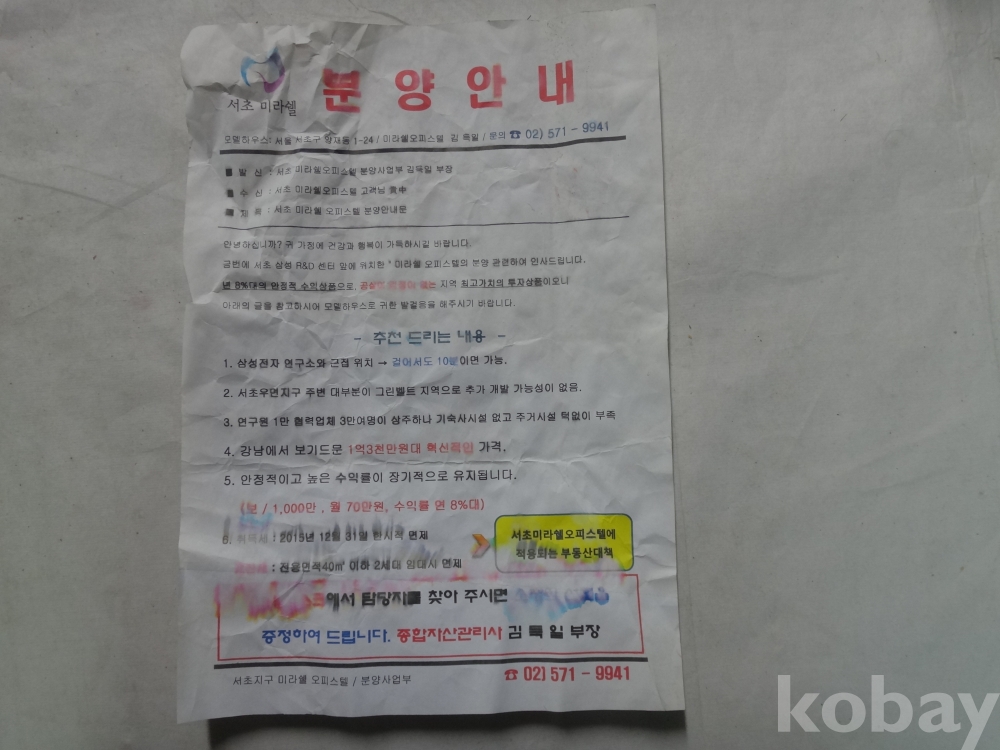 서초 미라쉘
분 양 안 내
모델하우스: 서울 서초구 양재동 1-24 / 미라쉘오피스텔 김 득일 / 문의 ☎ 02) 571 - 9941
발 신 : 서초 미라쉘오피스텔 분양사업부 김득일 부장
수 신 : 서초 미라쉘오피스텔 고객님 貴中
제 목 : 서초 미라쉘 오피스텔 분양안내문
안녕하십니까? 귀 가정에 건강과 행복이 가득하시길 바랍니다.
금번에 서초 삼성 R&D 센터 앞에 위치한 " 미라쉘 오피스텔의 분양 관련하여 인사드립니다.
년 8%대의 안정적 수익상품으로, 지역 최고가치의 투자상품이오니
아래의 글을 참고하시어 모델하우스로 귀한 발걸음을 해주시기 바랍니다.
- 추천 드리는 내용 -
1. 삼성전자 연구소와 근접 위치 → 걸어서도 10분이면 가능.
2. 서초우면지구 주변 대부분이 그린벨트 지역으로 추가 개발 가능성이 없음.
3. 연구원 1만 협력업체 3만여명이 상주하나 기숙사시설 없고 주거시설 턱없이 부족
4. 강남에서 보기드문 1억3천만원대 혁신적인 가격.
5. 안정적이고 높은 수익률이 장기적으로 유지됩니다.
(보 / 1,000만 , 월 70만원, 수익률 연 8%대)
6. 취득세 : 2015년 12월 31일 한시적 면제
서초미라쉘오피스텔에
적용되는 부동산대책
: 전용면적40㎡ 이하 2세대 임대시 면제
에서 담당자를 찾아 주시면
증정하여 드립니다. 종합자산관리사 김 득 일 부장
서초지구 미라쉘 오피스텔 / 분양사업부
☎ 02) 571 - 9941
kobay